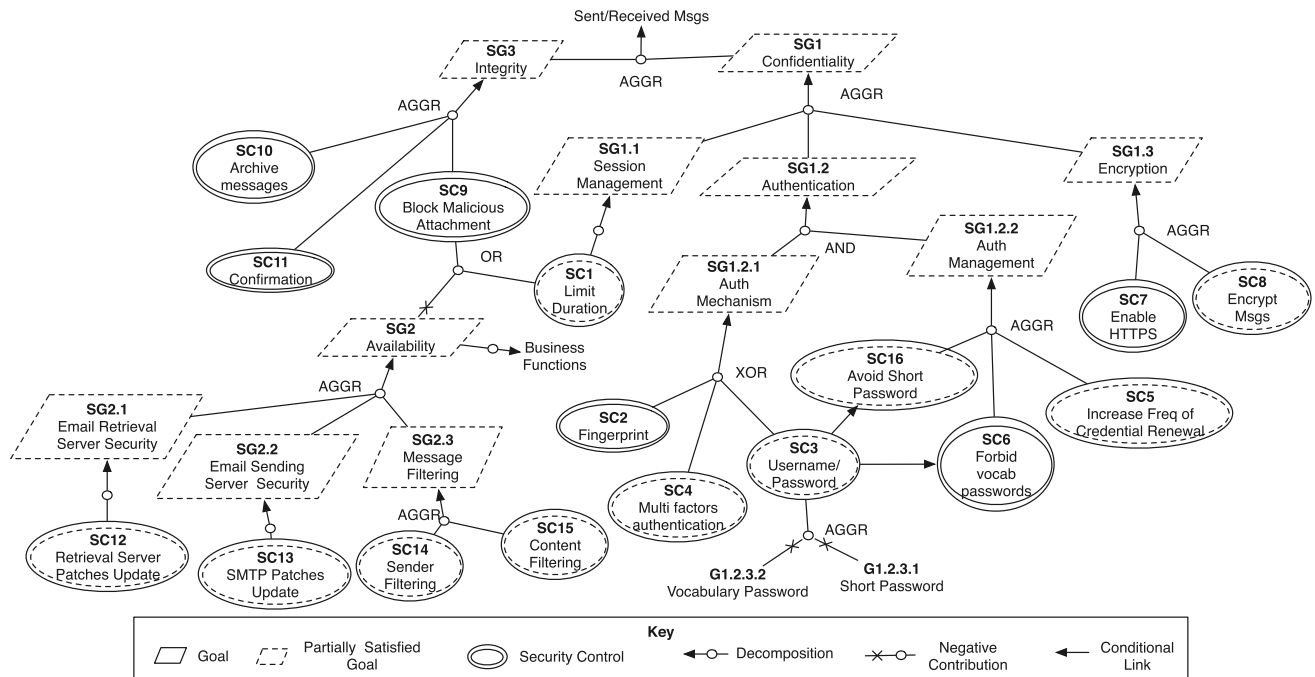 Sent/Received Msgs
SG3
Integrity
SG1
Confidentiality
AGGR
AGGR
AGGR
SC10
Archive
messages
SC9
Block Malicious
Attachment
SG1.1
Session
Management
SG1.2
Authentication
SG1.3
Encryption
SC11
Confirmation
OR
SC1
Limit
Duration
AND
SG1.2.1
Auth
Mechanism
SG1.2.2
Auth
Management
AGGR
SC7
Enable
HTTPS
SC8
Encrypt
Msgs
SG2
Availability
Business
Functions
AGGR
XOR
AGGR
SC16
Avoid Short
Password
SC5
Increase Freq of
Credential Renewal
SG2.1
Email Retrieval
Server Security
SG2.2
Email Sending
Server Security
SG2.3
Message
Filtering
SC2
Fingerprint
SC3
Username/
Password
SC6
Forbid
vocab
passwords
SC4
Multi factors
authentication
AGGR
SC12
Retrieval Server
Patches Update
SC13
SMTP Patches
Update
SC14
Sender
Filtering
SC15
Content
Filtering
AGGR
G1.2.3.2
Vocabulary Password
G1.2.3.1
Short Password
Key
Goal
Partially Satisfied
Goal
Security Control
Decomposition
Negative
Contribution
Conditional
Link